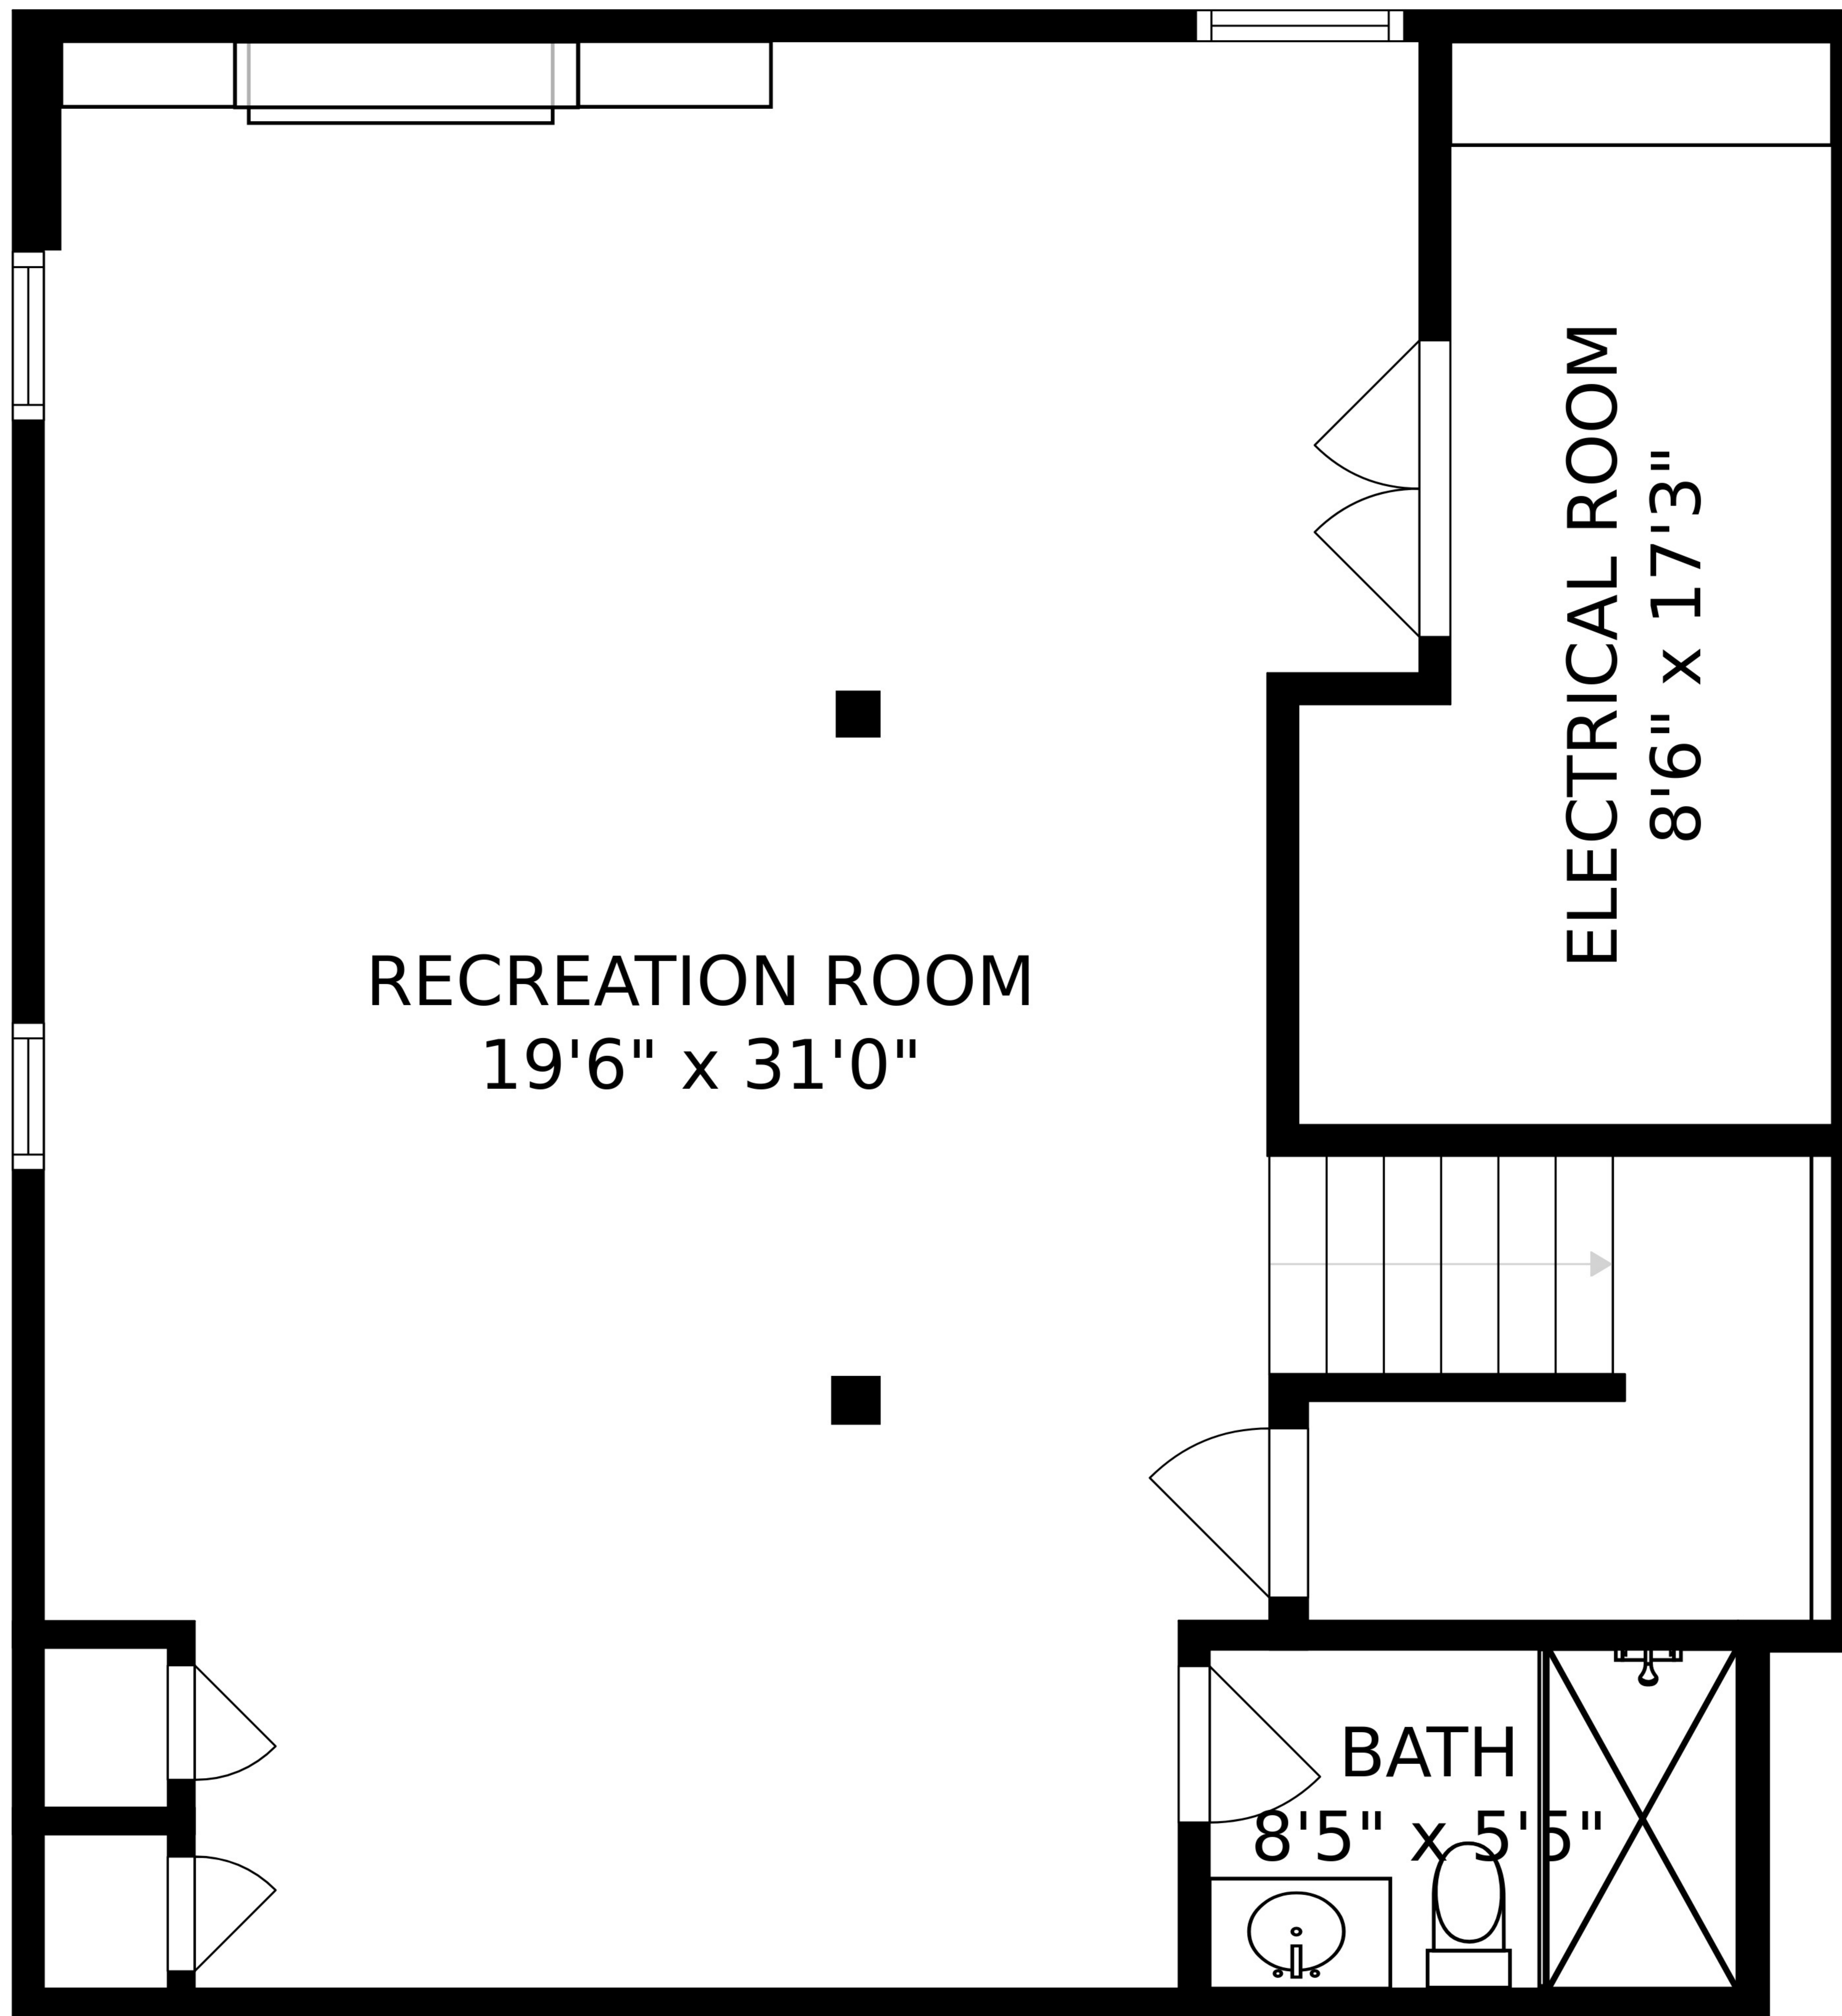 ELECTRICAL ROOM
8'6" x 17'3"
RECREATION ROOM
19'6" x 31'0"
BATH
8'5" x 5'5"